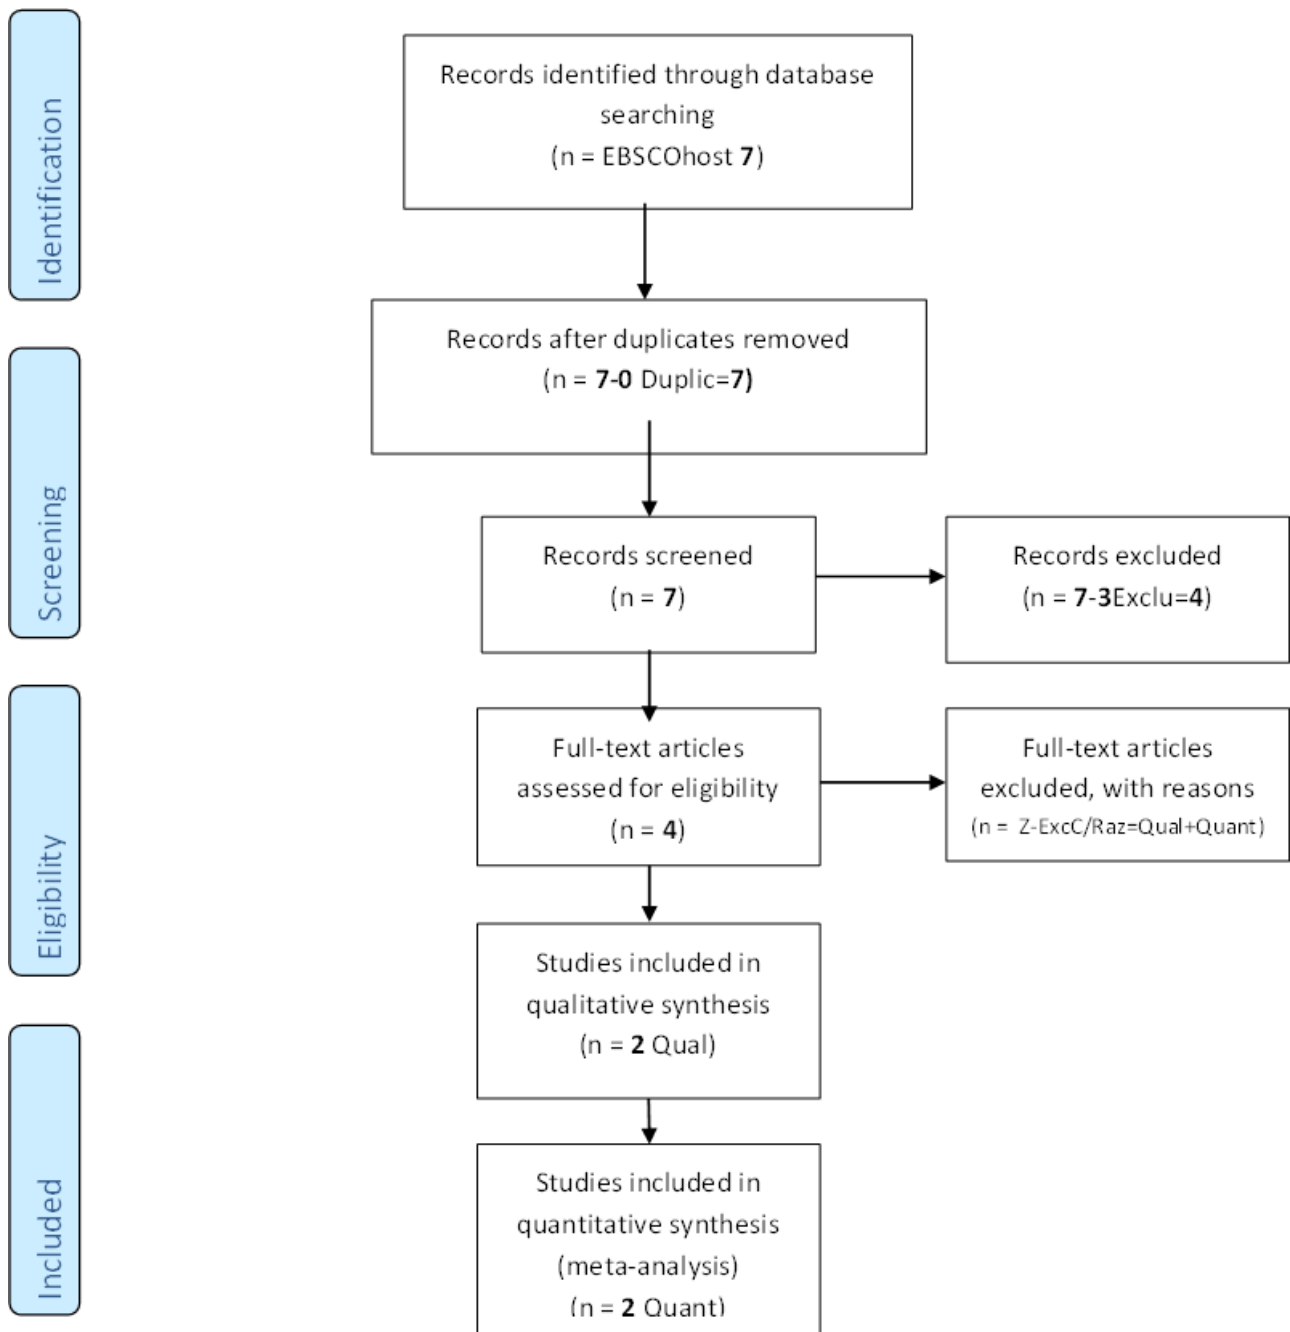 Identification
Records identified through database
searching
(n = EBSCOhost 7)
Records after duplicates removed
(n = 7-0 Duplic=7)
Screening
Records screened
(n = 7)
Records excluded
(n = 7-3Exclu=4)
Eligibility
Full-text articles
assessed for eligibility
(n = 4)
Full-text articles
excluded, with reasons
(n = Z-ExcC/Raz=Qual+Quant)
Studies included in
qualitative synthesis
(n = 2 Qual)
Included
Studies included in
quantitative synthesis
(meta-analysis)
(n = 2 Quant)